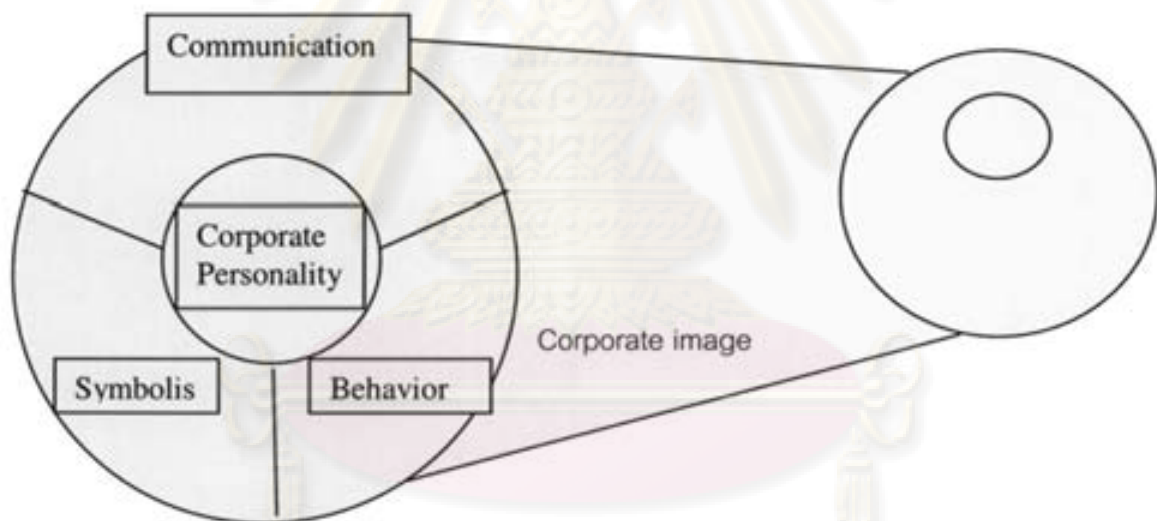 Communication
Corporate
Personality
Corporate image
Symbolis
Behavior